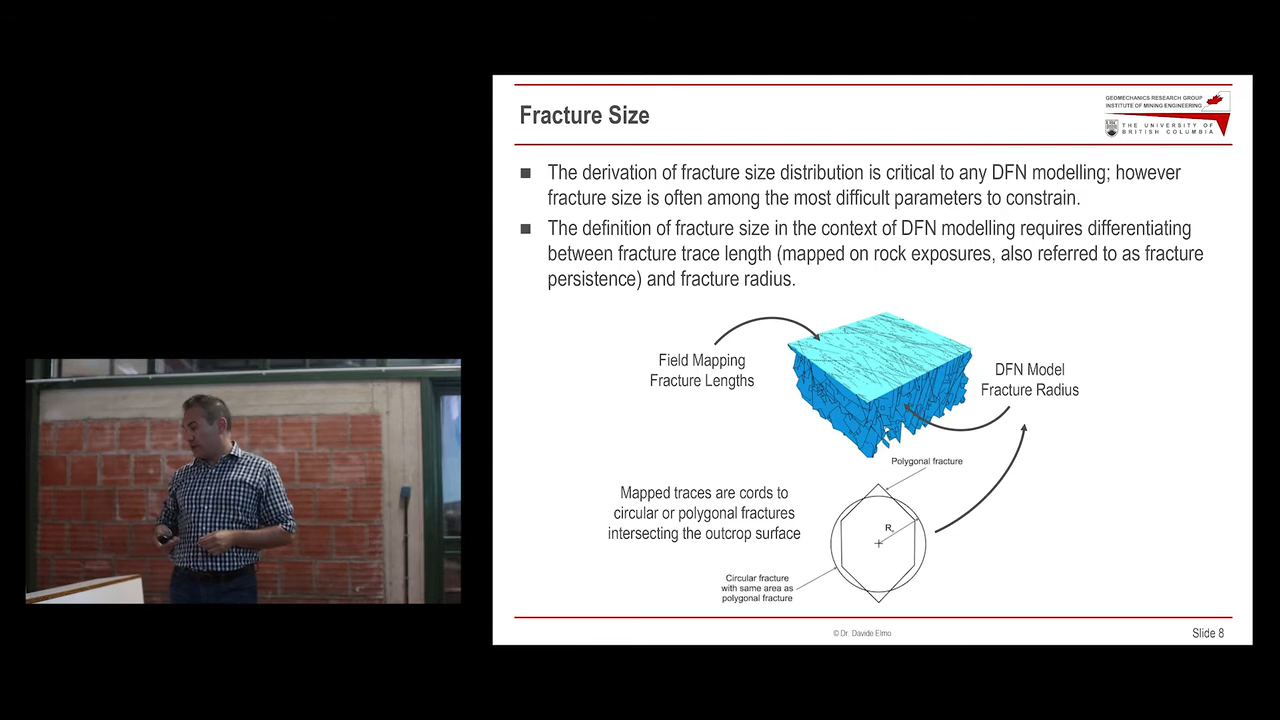 Fracture Size
GEOMECHANICS RESEARCH GROUP
INSTITUTE OF MINING ENGINEERING
THE UNIVERSITY OF
BRITISH COLUMBIA
■ The derivation of fracture size distribution is critical to any DFN modelling; however
fracture size is often among the most difficult parameters to constrain.
■ The definition of fracture size in the context of DFN modelling requires differentiating
between fracture trace length (mapped on rock exposures, also referred to as fracture
persistence) and fracture radius.
Field Mapping
Fracture Lengths
DFN Model
Fracture Radius
Polygonal fracture
Mapped traces are cords to
circular or polygonal fractures
intersecting the outcrop surface
R
Circular fracture
with same area as
polygonal fracture
© Dr. Davide Elmo
Slide 8